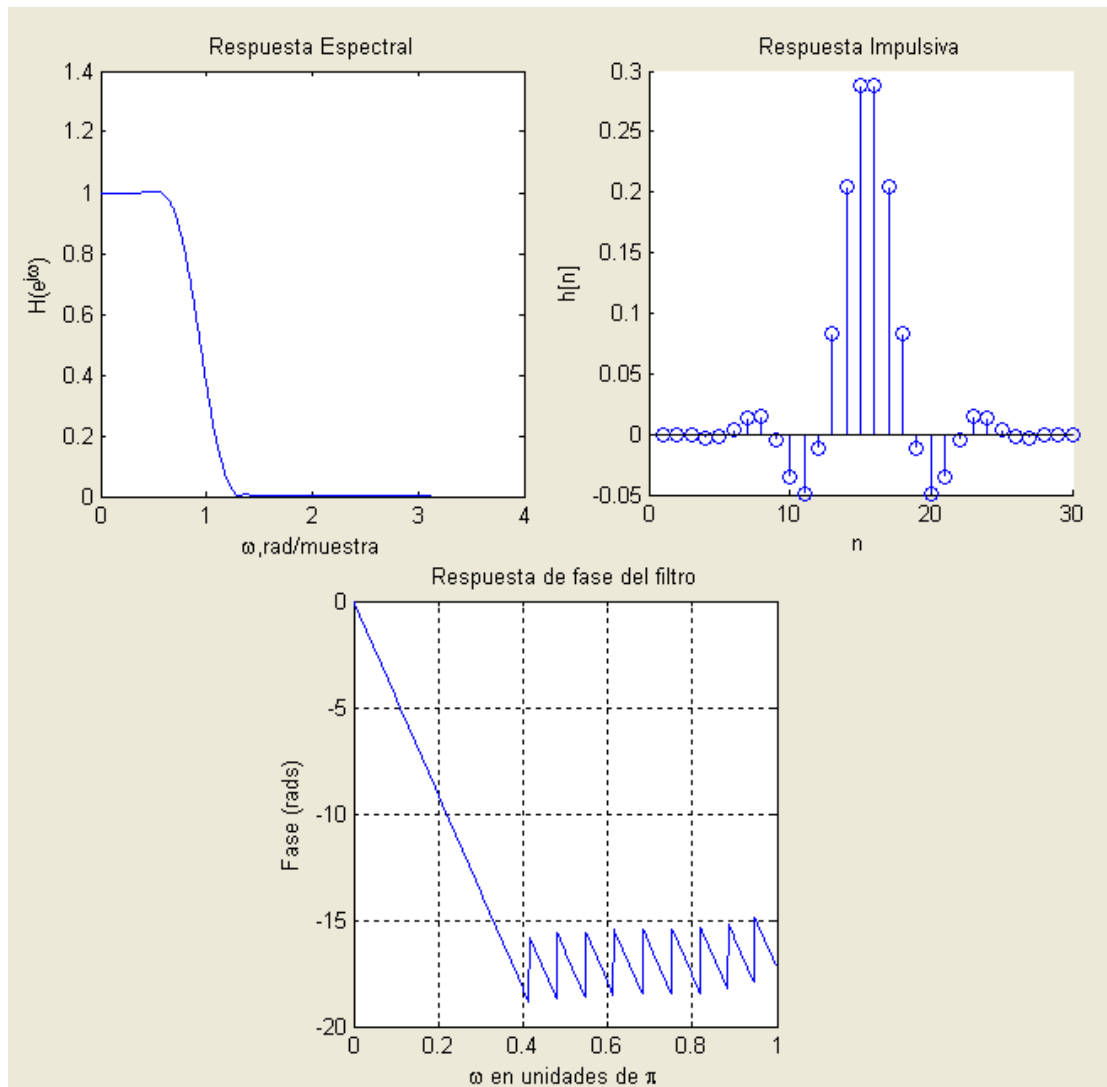 Respuesta Espectral
1.4
1.2
1
0.8
0.6
0.4
0.2
0
H(e^jω)
0 1 2 3 4
ω,rad/muestra
Respuesta Impulsiva
0.3
0.25
0.2
0.15
0.1
0.05
0
-0.05
h[n]
0 10 20 30
n
Respuesta de fase del filtro
0
-5
-10
-15
-20
Fase (rads)
0 0.2 0.4 0.6 0.8 1
ω en unidades de π